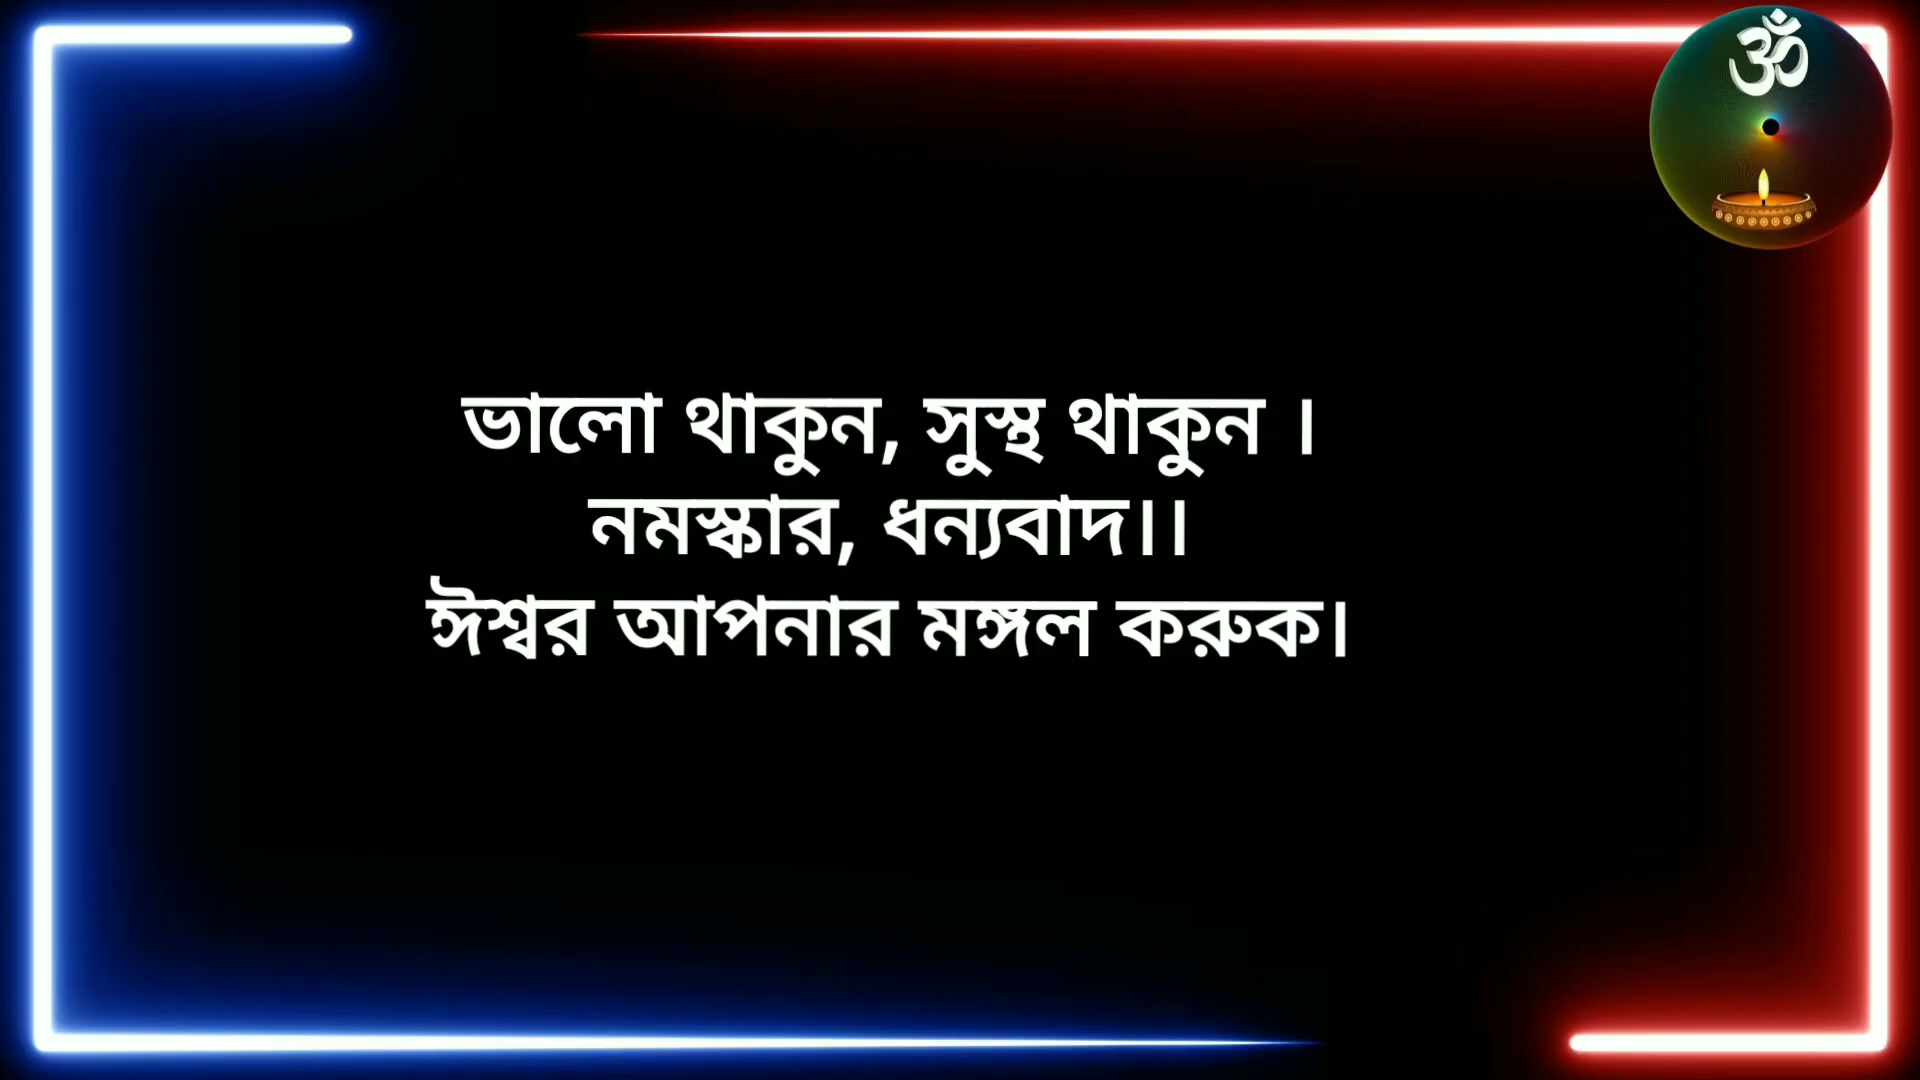 ॐ
ভালো থাকুন, সুস্থ থাকুন ।
নমস্কার, ধন্যবাদ।।
ঈশ্বর আপনার মঙ্গল করুক।